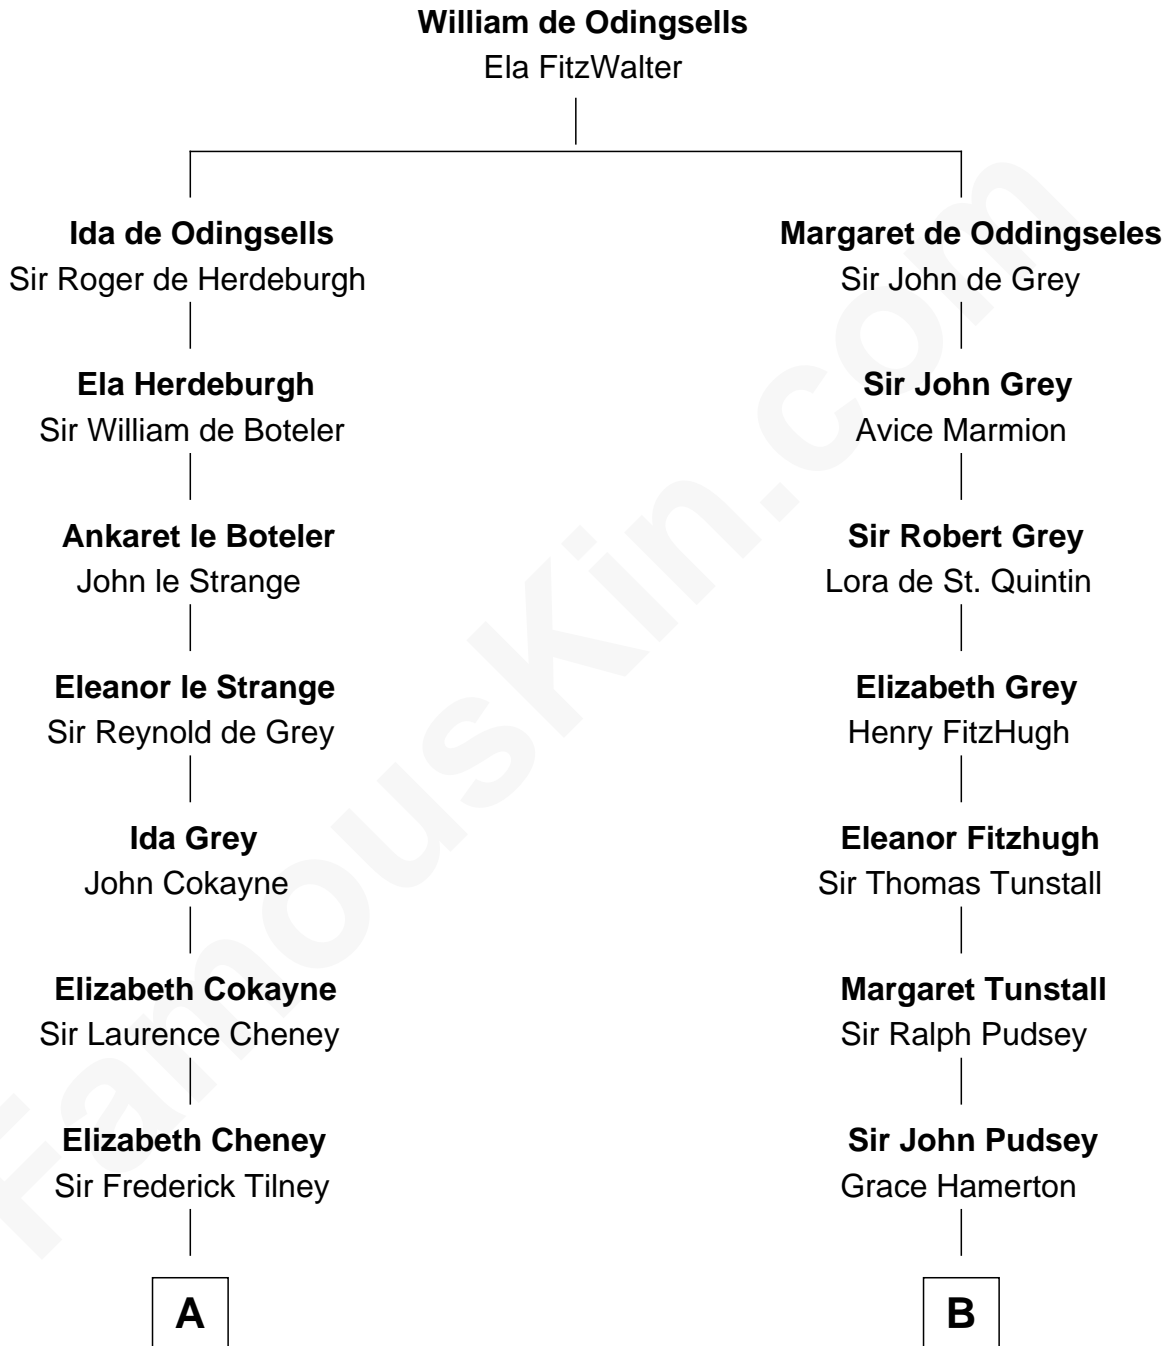 William de Odingsells
Ela FitzWalter
Ida de Odingsells
Sir Roger de Herdeburgh
Margaret de Oddingseles
Sir John de Grey
Ela Herdeburgh
Sir William de Boteler
Sir John Grey
Avice Marmion
Ankaret le Boteler
John le Strange
Sir Robert Grey
Lora de St. Quintin
Eleanor le Strange
Sir Reynold de Grey
Elizabeth Grey
Henry FitzHugh
Ida Grey
John Cokayne
Eleanor Fitzhugh
Sir Thomas Tunstall
Elizabeth Cokayne
Sir Laurence Cheney
Margaret Tunstall
Sir Ralph Pudsey
Elizabeth Cheney
Sir Frederick Tilney
Sir John Pudsey
Grace Hamerton
A
B
FamousKin.com